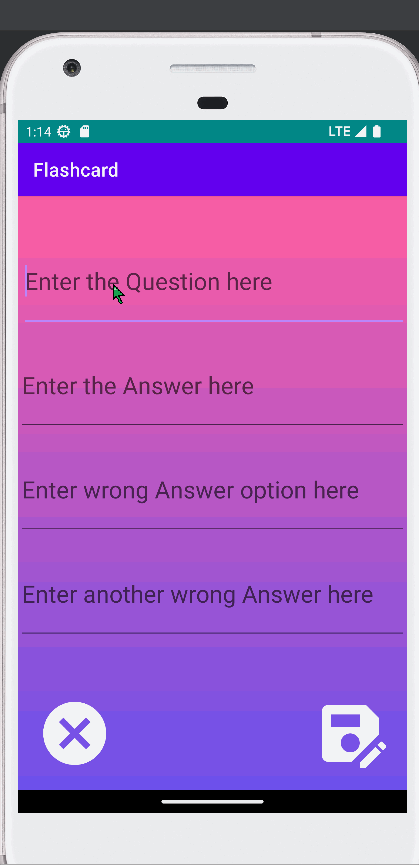 1:14 LTE
Flashcard
Enter the Question here
Enter the Answer here
Enter wrong Answer option here
Enter another wrong Answer here